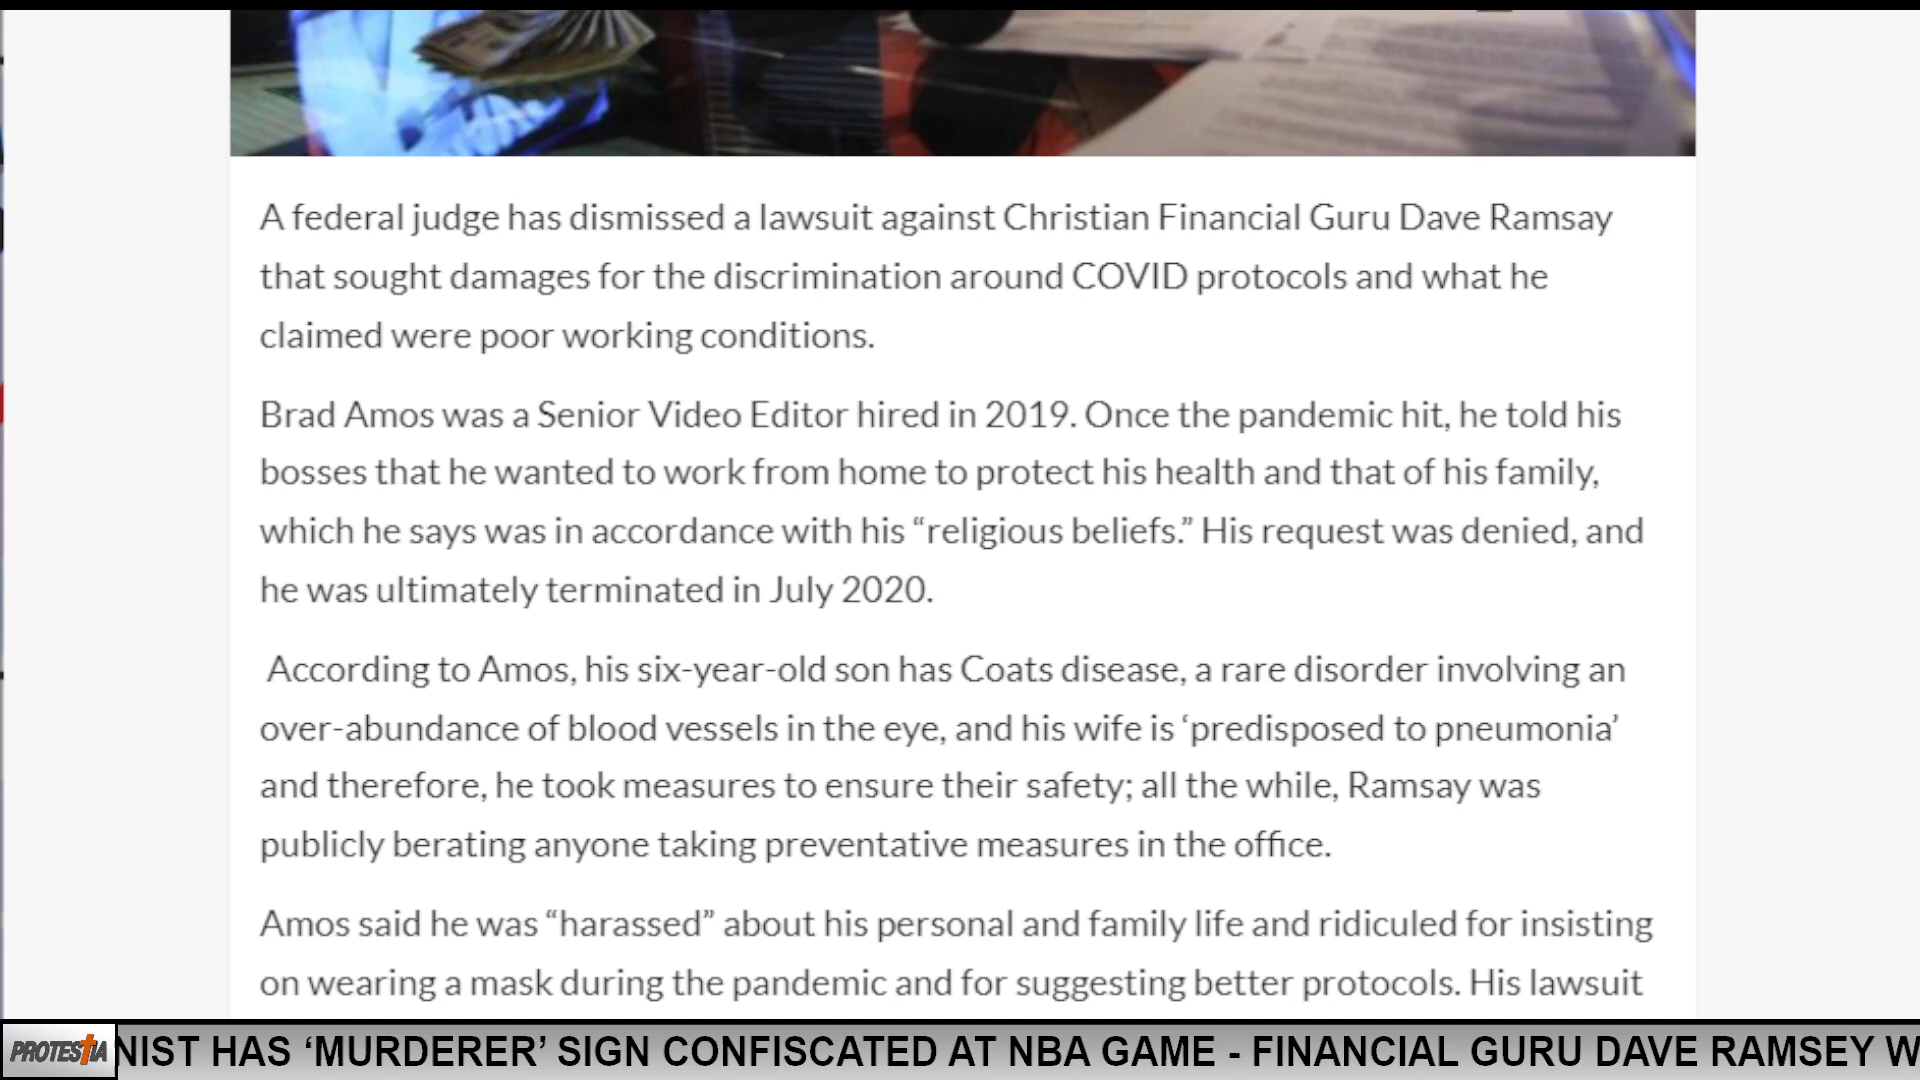 A federal judge has dismissed a lawsuit against Christian Financial Guru Dave Ramsay
that sought damages for the discrimination around COVID protocols and what he
claimed were poor working conditions.
Brad Amos was a Senior Video Editor hired in 2019. Once the pandemic hit, he told his
bosses that he wanted to work from home to protect his health and that of his family,
which he says was in accordance with his “religious beliefs.” His request was denied, and
he was ultimately terminated in July 2020.
According to Amos, his six-year-old son has Coats disease, a rare disorder involving an
over-abundance of blood vessels in the eye, and his wife is ‘predisposed to pneumonia’
and therefore, he took measures to ensure their safety; all the while, Ramsay was
publicly berating anyone taking preventative measures in the office.
Amos said he was “harassed” about his personal and family life and ridiculed for insisting
on wearing a mask during the pandemic and for suggesting better protocols. His lawsuit
PROTESTIA
NIST HAS ‘MURDERER’ SIGN CONFISCATED AT NBA GAME - FINANCIAL GURU DAVE RAMSEY W